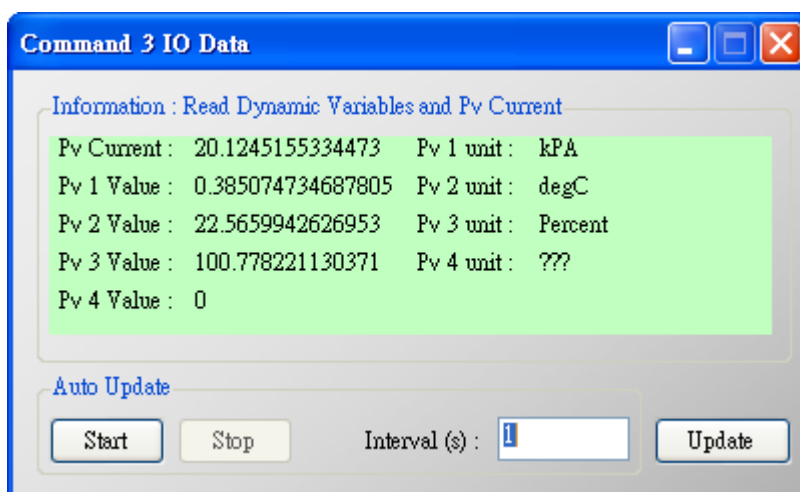 Command 3 IO Data
Information : Read Dynamic Variables and Pv Current
Pv Current : 20.1245155334473 Pv 1 unit : kPA
Pv 1 Value : 0.385074734687805 Pv 2 unit : degC
Pv 2 Value : 22.5659942626953 Pv 3 unit : Percent
Pv 3 Value : 100.778221130371 Pv 4 unit : ???
Pv 4 Value : 0
Auto Update
Start Stop Interval (s) : 1 Update